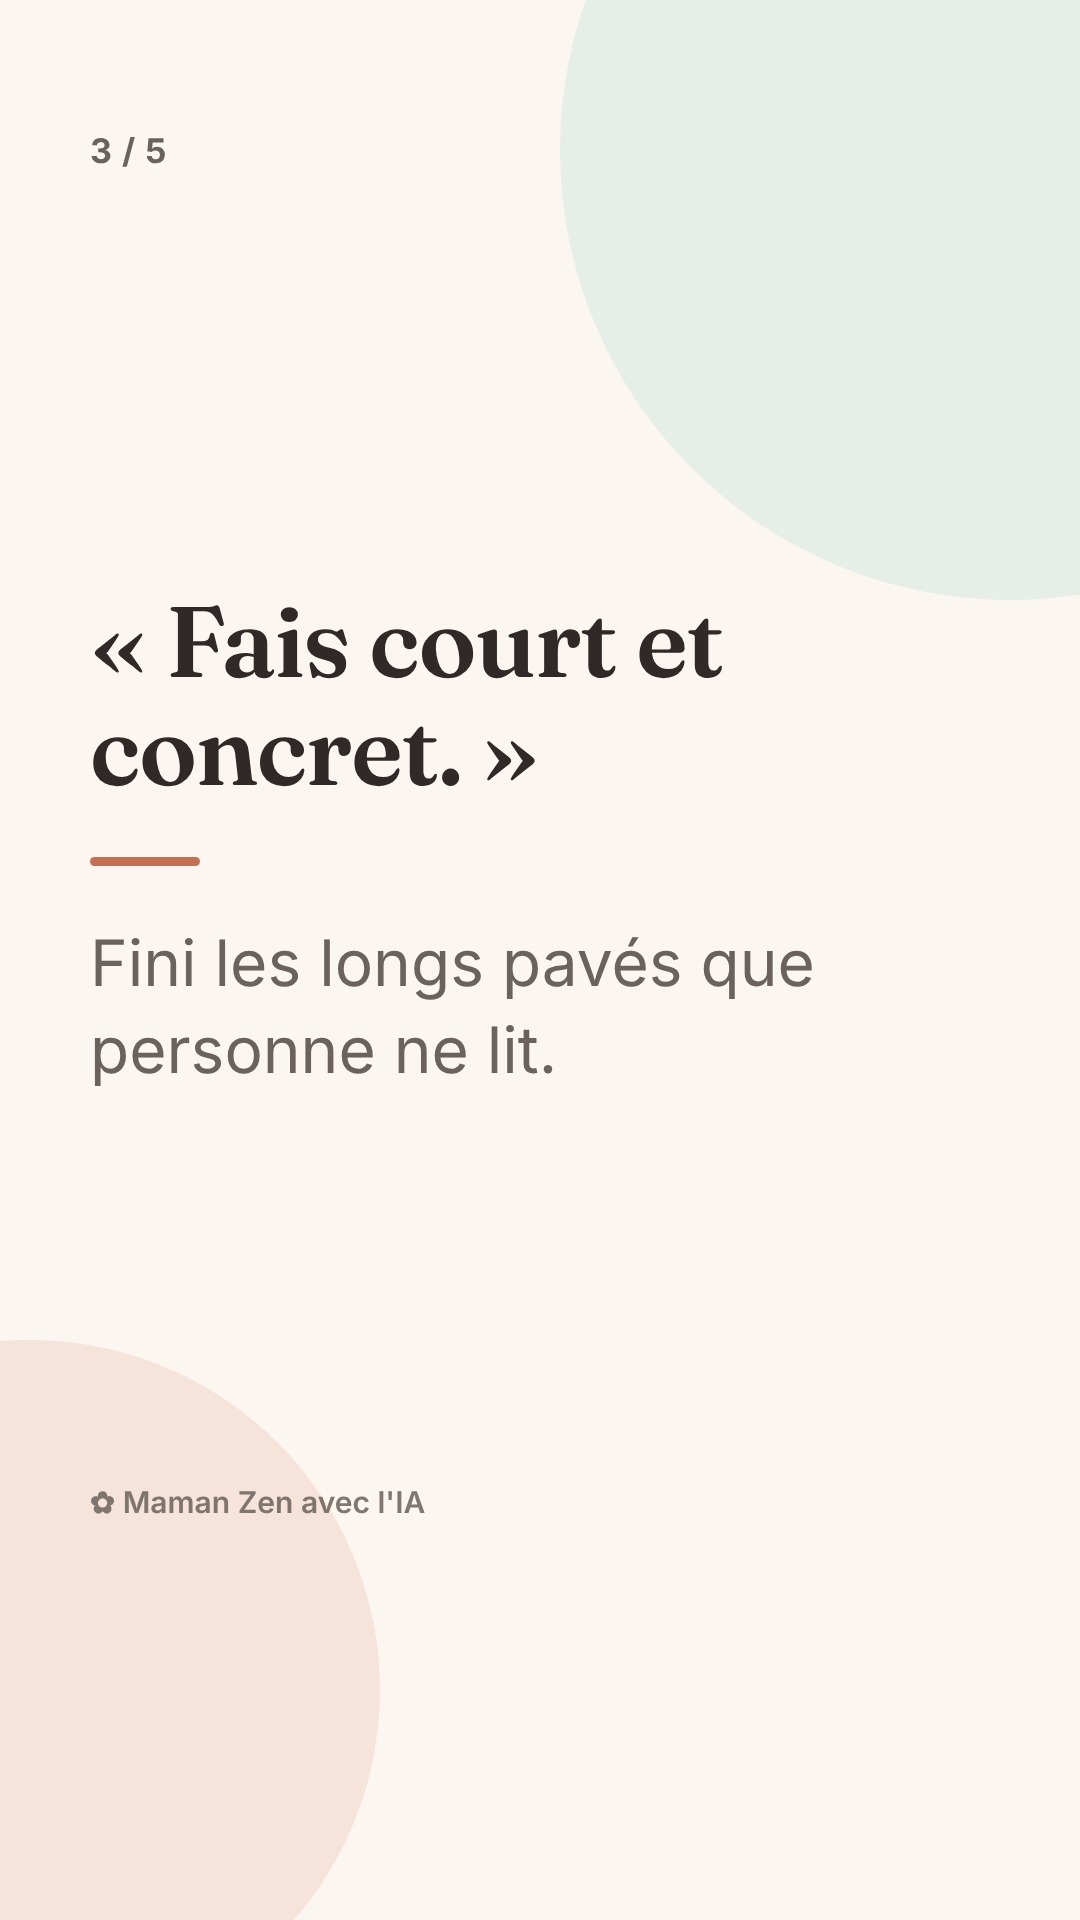 3 / 5
« Fais court et
concret. »
Fini les longs pavés que
personne ne lit.
✿ Maman Zen avec l'IA